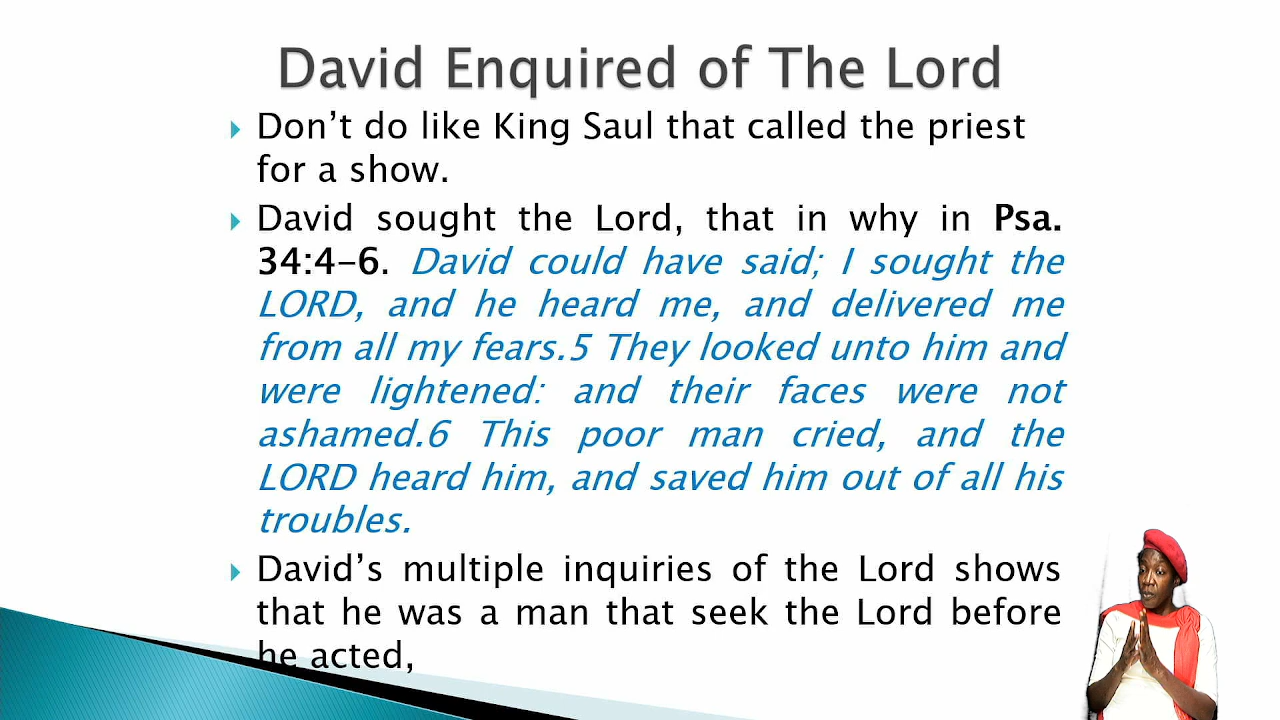 David Enquired of The Lord
Don't do like King Saul that called the priest
for a show.
David sought the Lord, that in why in Psa.
34:4-6. David could have said; I sought the
LORD, and he heard me, and delivered me
from all my fears.5 They looked unto him and
were lightened: and their faces were not
ashamed.6 This poor man cried, and the
LORD heard him, and saved him out of all his
troubles.
David's multiple inquiries of the Lord shows
that he was a man that seek the Lord before
he acted,